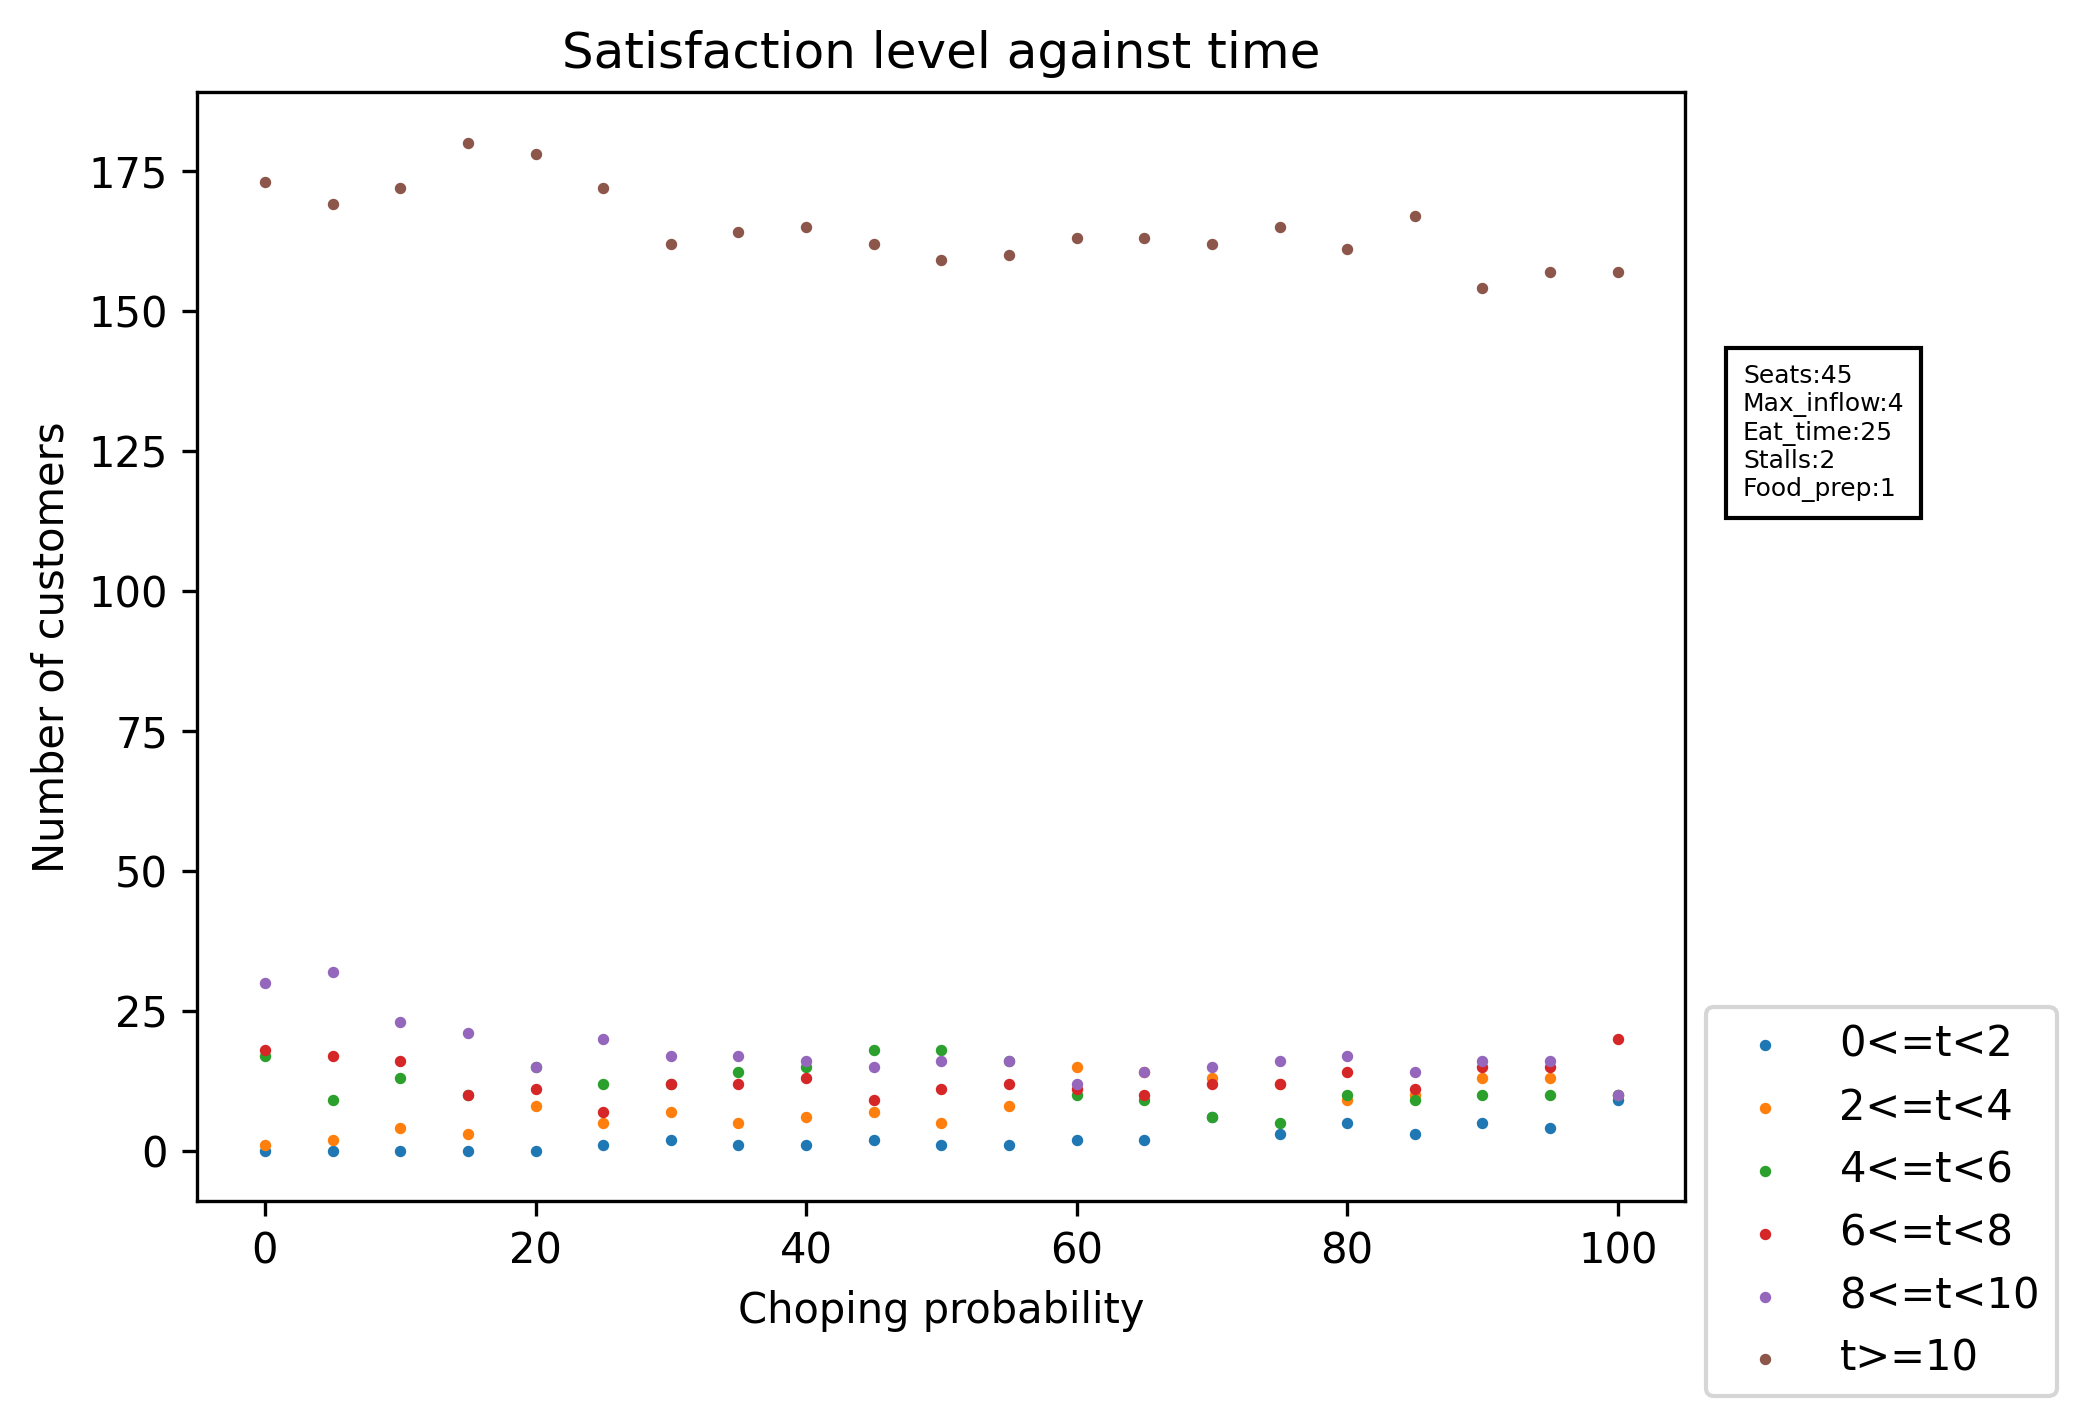 Satisfaction level against time
175
150
125
100
75
50
25
0
Number of customers
0 20 40 60 80 100
Choping probability
Seats:45
Max_inflow:4
Eat_time:25
Stalls:2
Food_prep:1
0<=t<2
2<=t<4
4<=t<6
6<=t<8
8<=t<10
t>=10